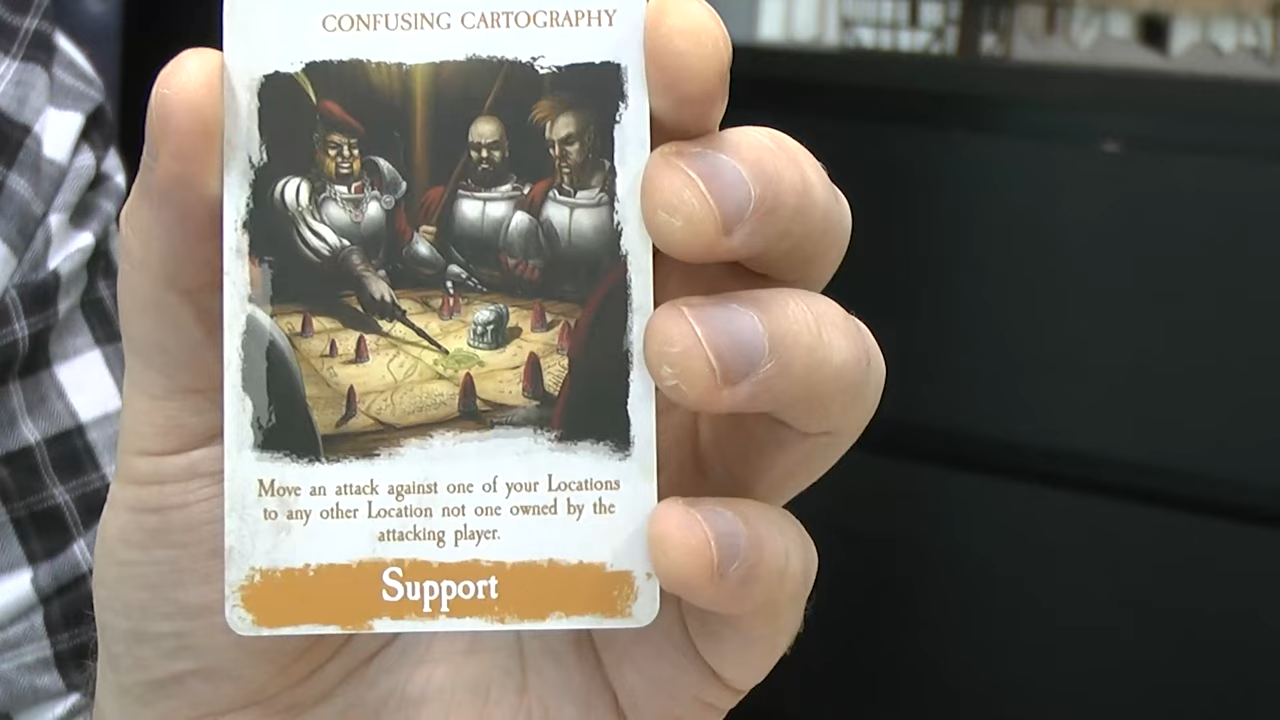 CONFUSING CARTOGRAPHY
Move an attack against one of your Locations
to any other Location not one owned by the
attacking player.
Support